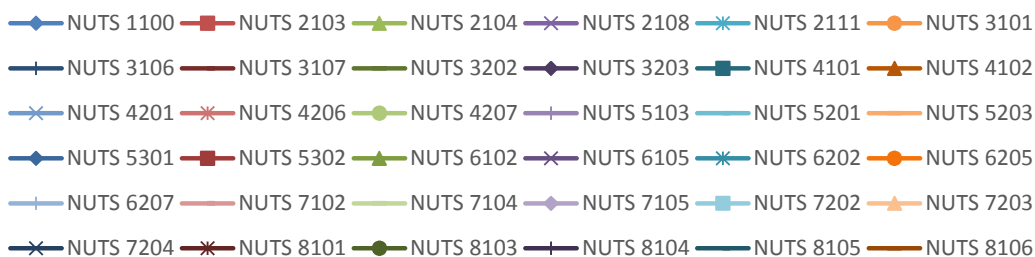 NUTS 1100 NUTS 2103 NUTS 2104 NUTS 2108 NUTS 2111 NUTS 3101
NUTS 3106 NUTS 3107 NUTS 3202 NUTS 3203 NUTS 4101 NUTS 4102
NUTS 4201 NUTS 4206 NUTS 4207 NUTS 5103 NUTS 5201 NUTS 5203
NUTS 5301 NUTS 5302 NUTS 6102 NUTS 6105 NUTS 6202 NUTS 6205
NUTS 6207 NUTS 7102 NUTS 7104 NUTS 7105 NUTS 7202 NUTS 7203
NUTS 7204 NUTS 8101 NUTS 8103 NUTS 8104 NUTS 8105 NUTS 8106